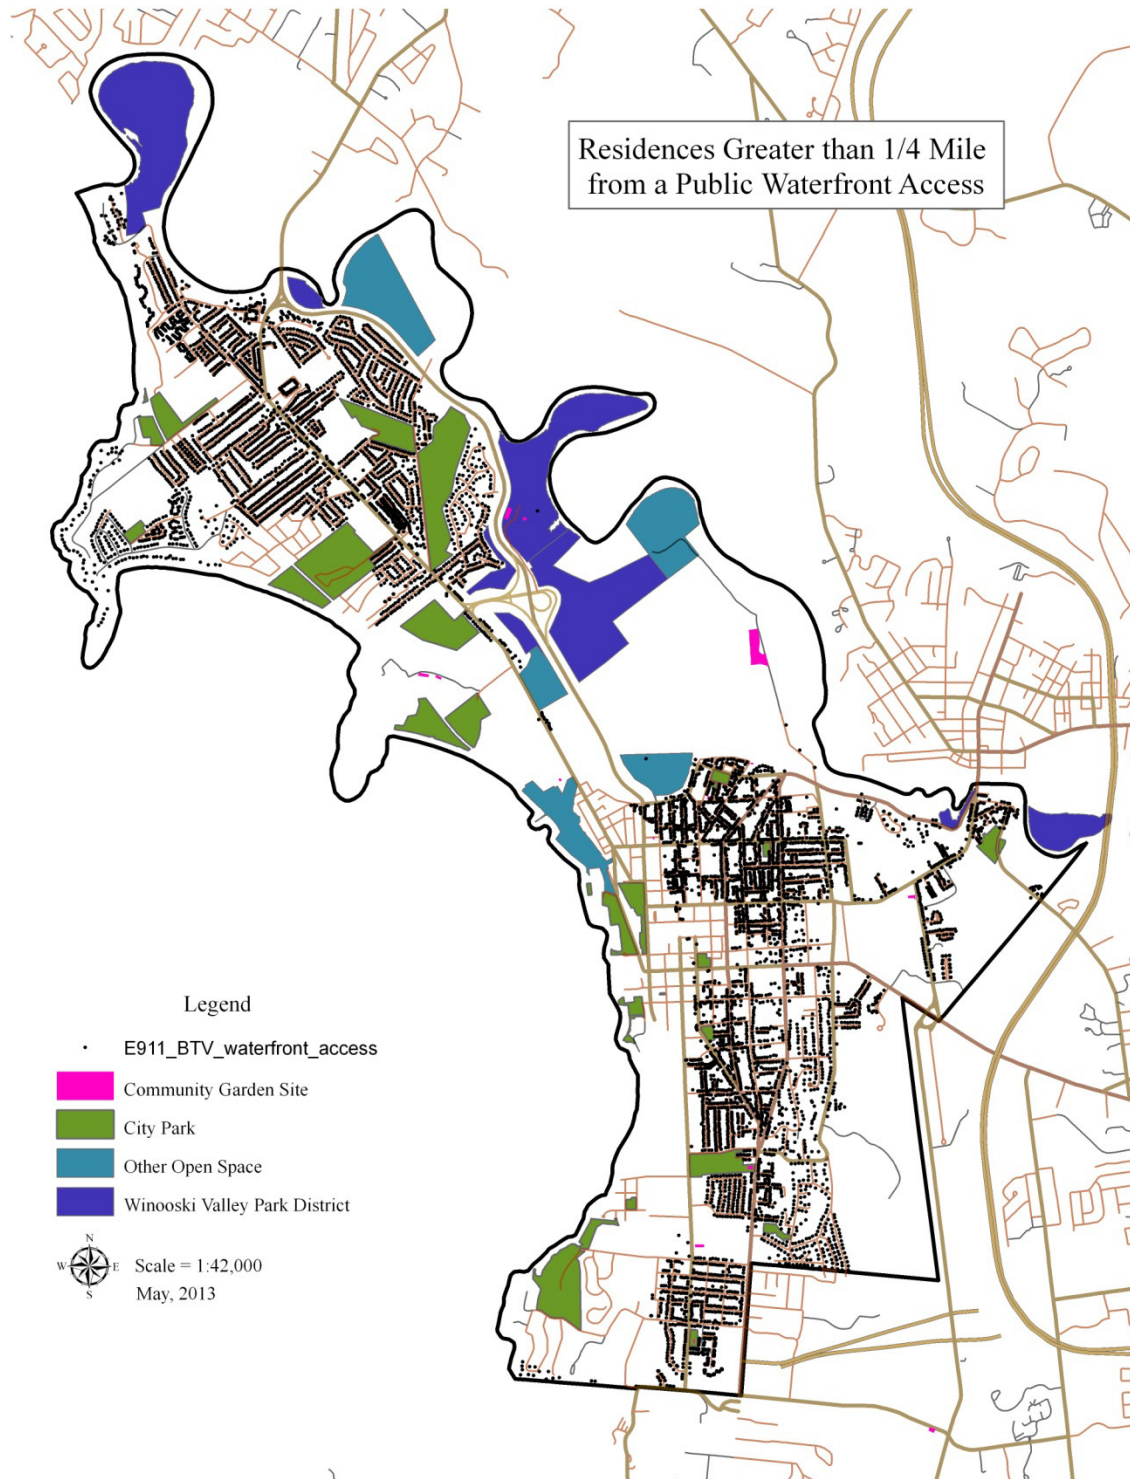 Residences Greater than 1/4 Mile
from a Public Waterfront Access
Legend
E911_BTV_waterfront_access
Community Garden Site
City Park
Other Open Space
Winooski Valley Park District
N
W E
S
Scale = 1:42,000
May, 2013